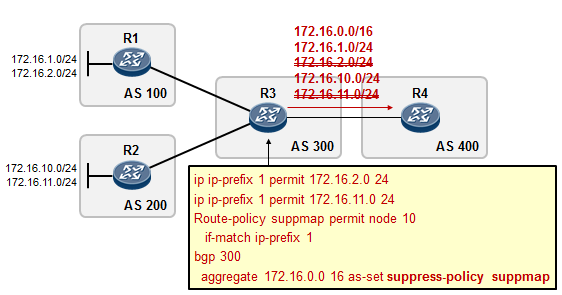 172.16.0.0/16
172.16.1.0/24
172.16.2.0/24
172.16.10.0/24
172.16.11.0/24
R1
172.16.1.0/24
172.16.2.0/24
AS 100
R3
R4
AS 300
AS 400
R2
172.16.10.0/24
172.16.11.0/24
AS 200
ip ip-prefix 1 permit 172.16.2.0 24
ip ip-prefix 1 permit 172.16.11.0 24
Route-policy suppmap permit node 10
if-match ip-prefix 1
bgp 300
aggregate 172.16.0.0 16 as-set suppress-policy suppmap